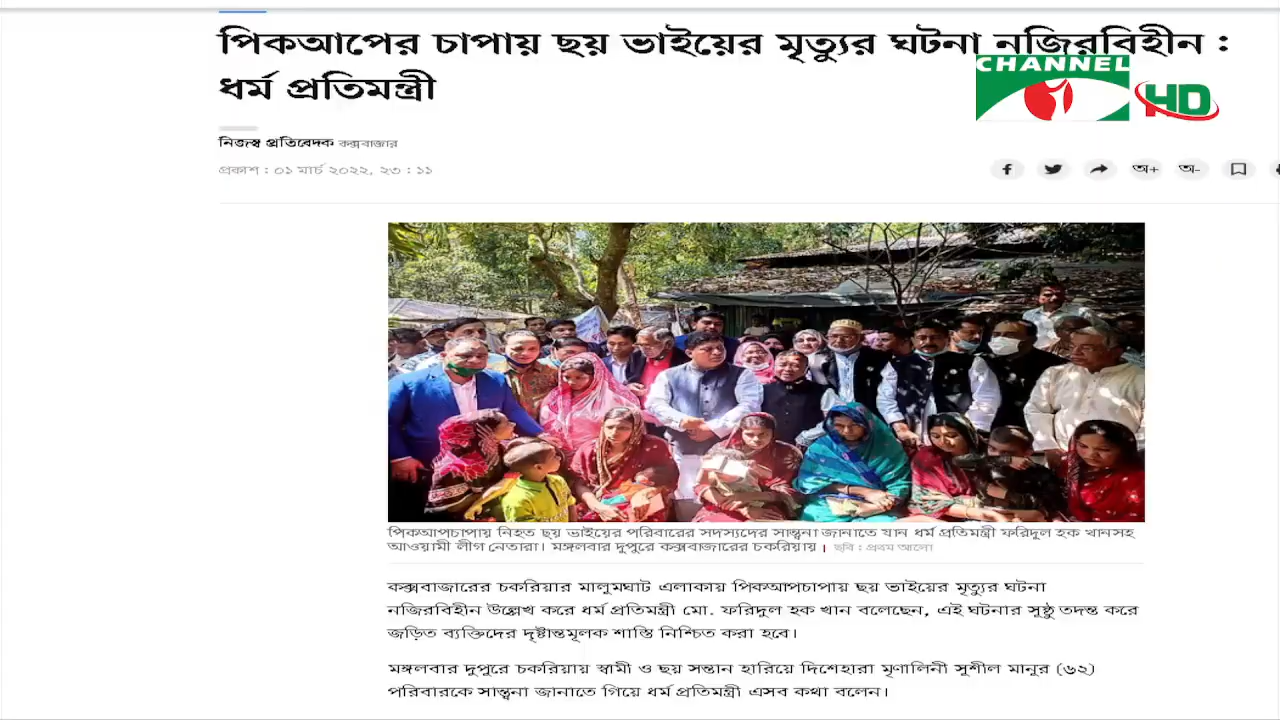 পিকআপের চাপায় ছয় ভাইয়ের মৃত্যুর ঘটনা নজিরবিহীন :
ধর্ম প্রতিমন্ত্রী
CHANNEL
HD
নিজস্ব প্রতিবেদক কক্সবাজার
প্রকাশ : ০১ মার্চ ২০২২, ২৩ : ১১
অ+ অ-
পিকআপচাপায় নিহত ছয় ভাইয়ের পরিবারের সদস্যদের সান্ত্বনা জানাতে যান ধর্ম প্রতিমন্ত্রী ফরিদুল হক খানসহ
আওয়ামী লীগ নেতারা। মঙ্গলবার দুপুরে কক্সবাজারের চকরিয়ায় । ছবি : প্রথম আলো
কক্সবাজারের চকরিয়ার মালুমঘাট এলাকায় পিকআপচাপায় ছয় ভাইয়ের মৃত্যুর ঘটনা
নজিরবিহীন উল্লেখ করে ধর্ম প্রতিমন্ত্রী মো. ফরিদুল হক খান বলেছেন, এই ঘটনার সুষ্ঠু তদন্ত করে
জড়িত ব্যক্তিদের দৃষ্টান্তমূলক শাস্তি নিশ্চিত করা হবে।
মঙ্গলবার দুপুরে চকরিয়ায় স্বামী ও ছয় সন্তান হারিয়ে দিশেহারা মৃণালিনী সুশীল মানুর (৬২)
পরিবারকে সান্ত্বনা জানাতে গিয়ে ধর্ম প্রতিমন্ত্রী এসব কথা বলেন।